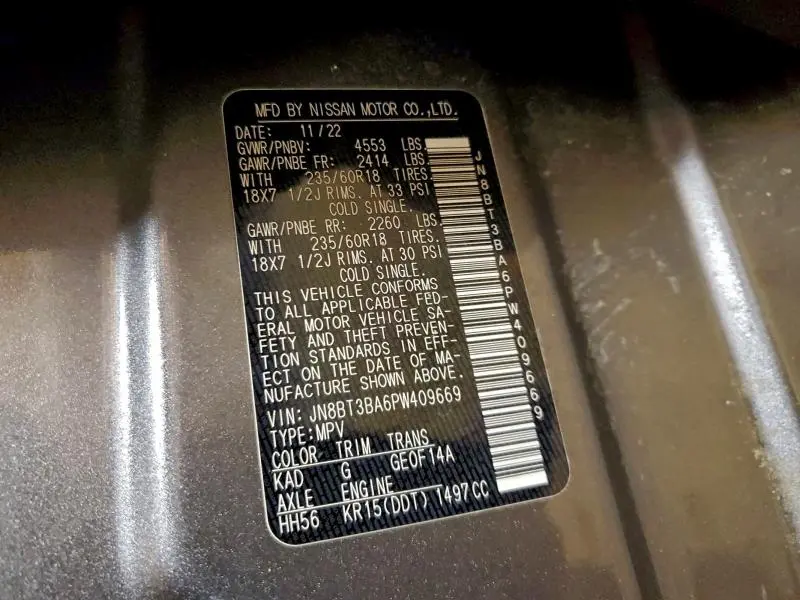 MFD BY NISSAN MOTOR CO.,LTD.
DATE: 11/22
GVWR/PNBV: 4553 LBS
GAWR/PNBE FR: 2414 LBS
WITH 235/60R18 TIRES.
18X7 1/2J RIMS. AT 33 PSI
COLD SINGLE.
GAWR/PNBE RR: 2260 LBS
WITH 235/60R18 TIRES.
18X7 1/2J RIMS. AT 30 PSI
COLD SINGLE.
THIS VEHICLE CONFORMS
TO ALL APPLICABLE FED-
ERAL MOTOR VEHICLE SA-
FETY AND THEFT PREVEN-
TION STANDARDS IN EFF-
ECT ON THE DATE OF MA-
NUFACTURE SHOWN ABOVE.
VIN: JN8BT3BA6PW409669
TYPE:MPV
COLOR TRIM TRANS
KAD G GEOF14A
AXLE ENGINE
HH56 KR15(DDT) 1497CC
JN8BT3BA6PW409669